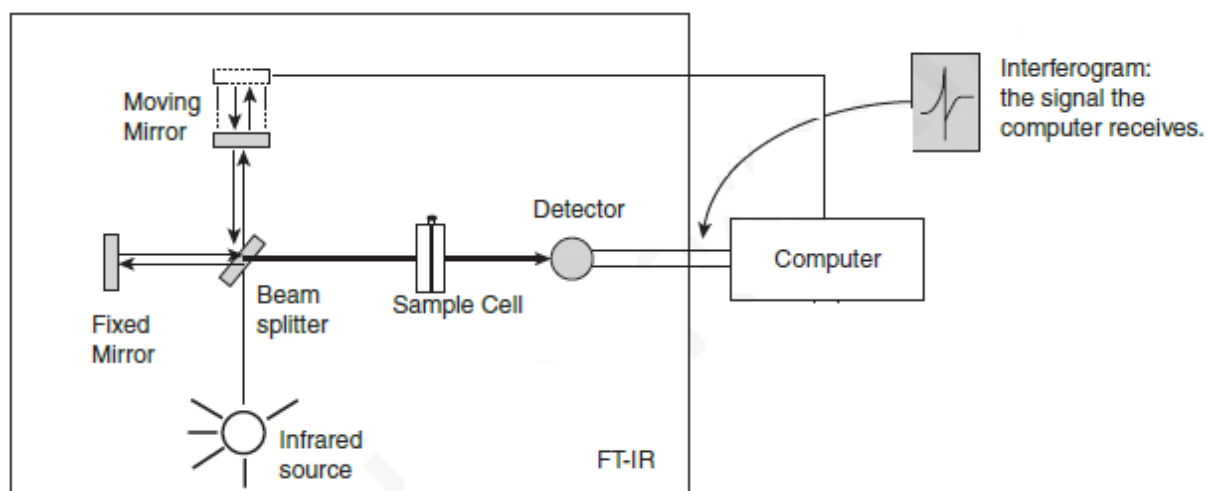 Moving
Mirror
Interferogram:
the signal the
computer receives.
Detector
Computer
Beam
splitter
Sample Cell
Fixed
Mirror
Infrared
source
FT-IR